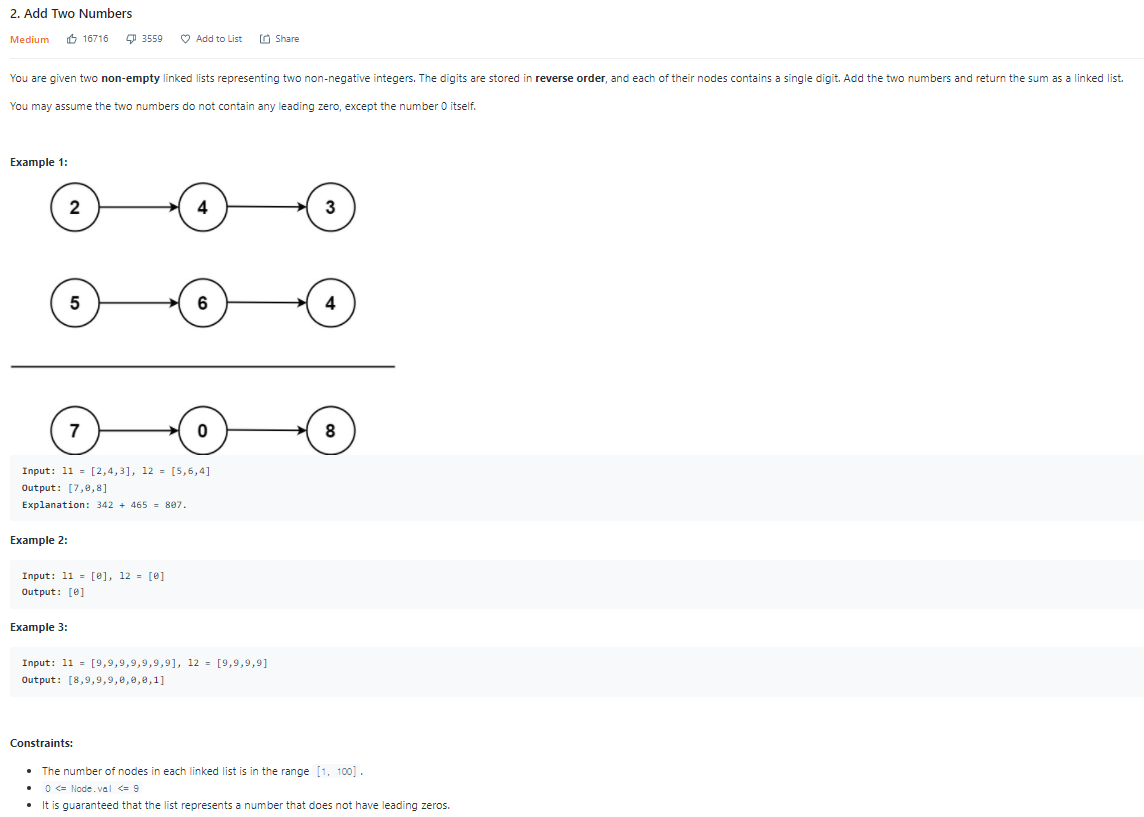 2. Add Two Numbers
Medium 16716 3559 Add to List Share
You are given two non-empty linked lists representing two non-negative integers. The digits are stored in reverse order, and each of their nodes contains a single digit. Add the two numbers and return the sum as a linked list.
You may assume the two numbers do not contain any leading zero, except the number 0 itself.
Example 1:
2 4 3
5 6 4
7 0 8
Input: l1 = [2,4,3], l2 = [5,6,4]
Output: [7,0,8]
Explanation: 342 + 465 = 807.
Example 2:
Input: l1 = [0], l2 = [0]
Output: [0]
Example 3:
Input: l1 = [9,9,9,9,9,9,9], l2 = [9,9,9,9]
Output: [8,9,9,9,0,0,0,1]
Constraints:
• The number of nodes in each linked list is in the range [1, 100].
• 0 <= Node.val <= 9
• It is guaranteed that the list represents a number that does not have leading zeros.